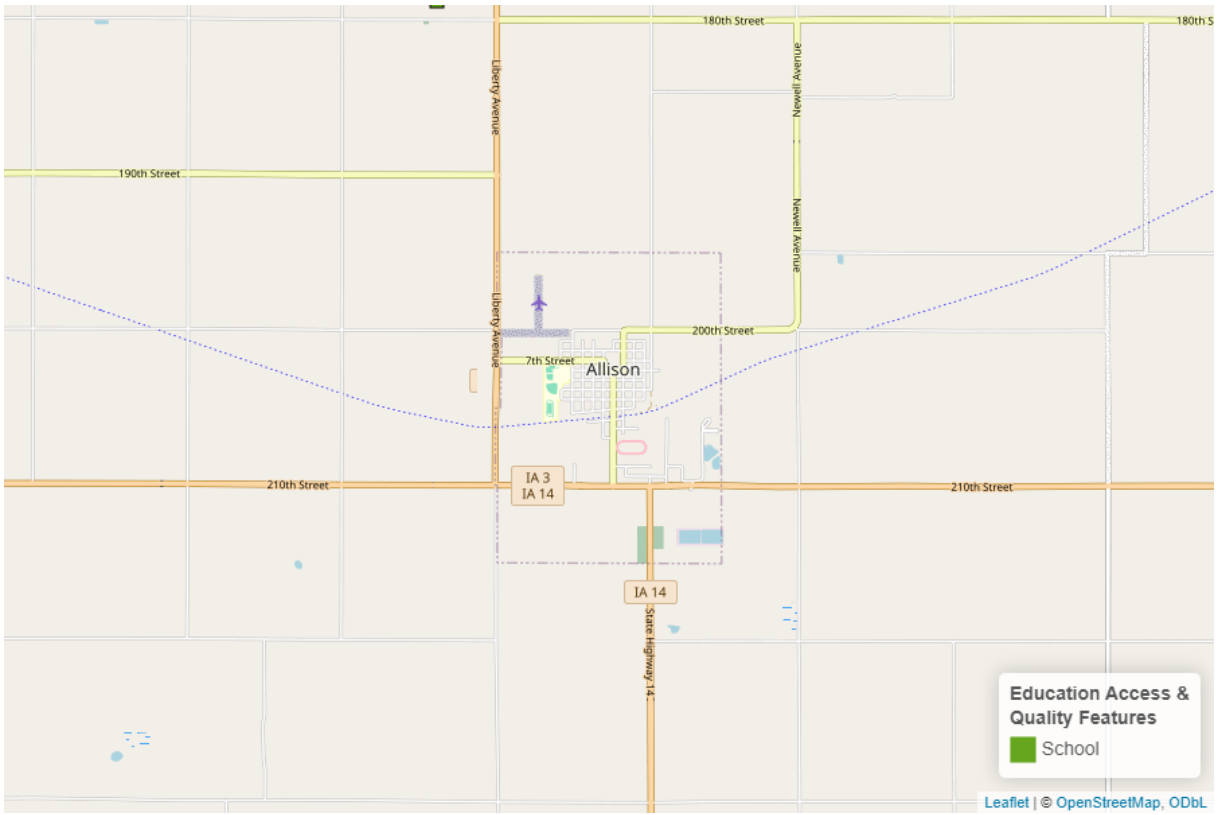 180th Street
180th S
Liberty Avenue
Newell Avenue
190th Street
Newell Avenue
Liberty Avenue
200th Street
7th Street
Allison
210th Street
IA 3
IA 14
210th Street
IA 14
State Highway 14
Education Access &
Quality Features
School
Leaflet | © OpenStreetMap, ODbL